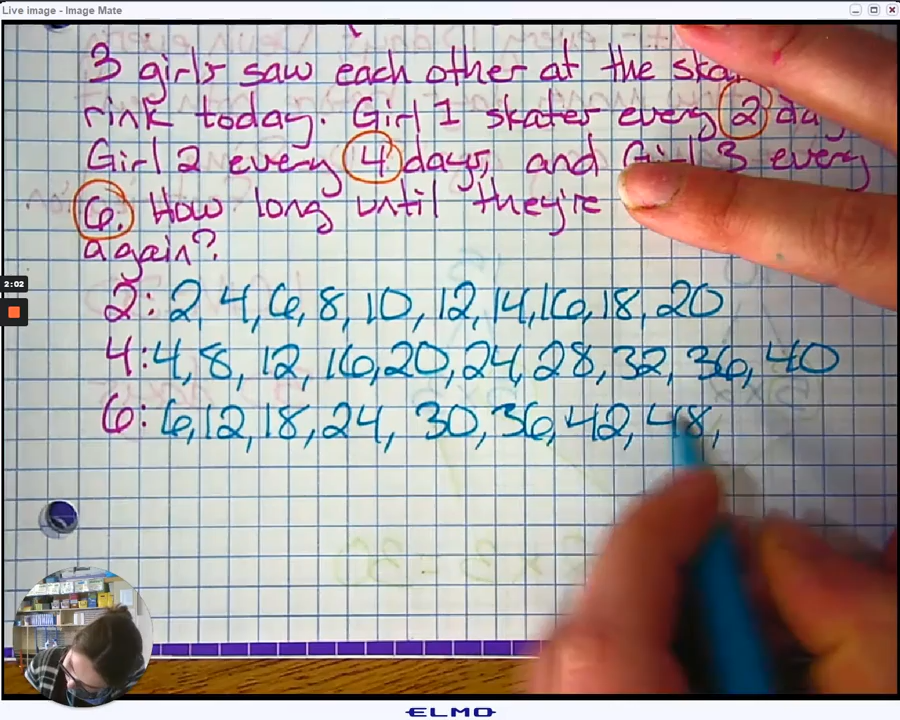 Live image - Image Mate
3 girls saw each other at the
rink today. Girl 1 skates every 2
Girl 2 every 4 days, and Girl 3 every
6. How long until they're
again?
2:02
2: 2, 4, 6, 8, 10, 12, 14, 16, 18, 20
4: 4, 8, 12, 16, 20, 24, 28, 32, 36, 40
6: 6, 12, 18, 24, 30, 36, 42, 48,
ELMO